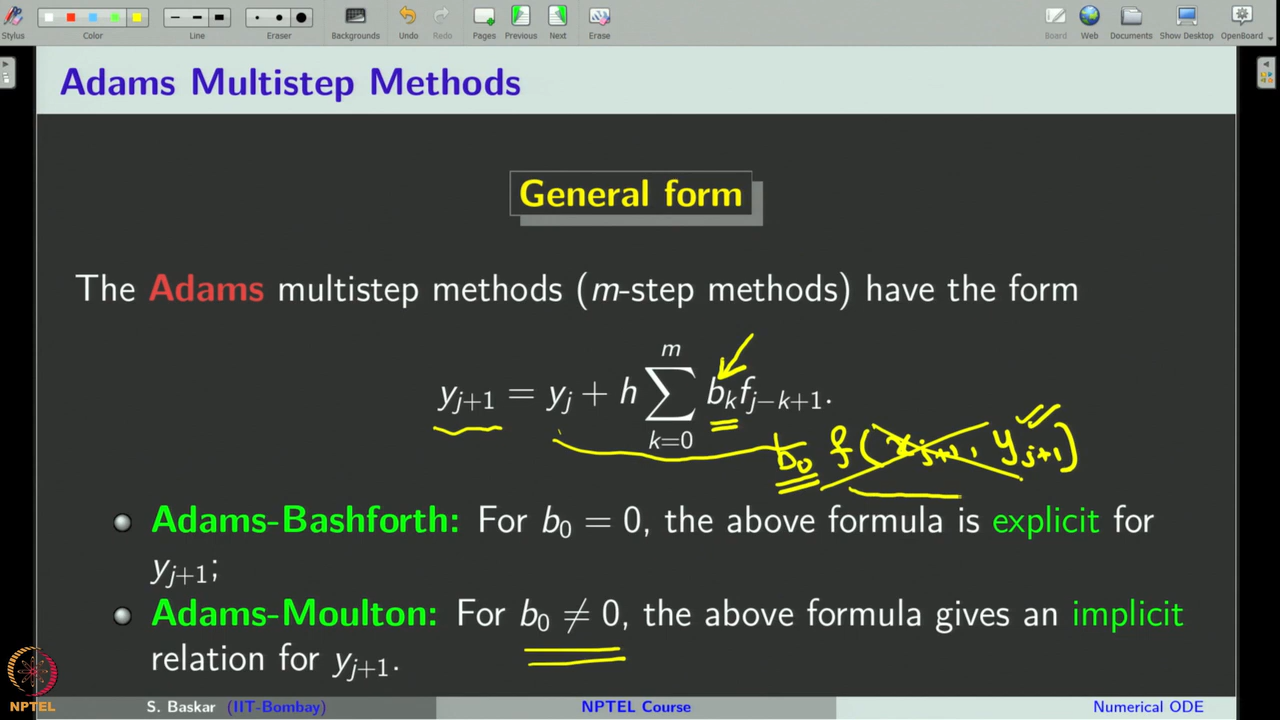 Stylus Color Line Eraser Backgrounds Undo Redo Pages Previous Next Erase Board Web Documents Show Desktop OpenBoard
Adams Multistep Methods
General form
The Adams multistep methods (m-step methods) have the form
y_{j+1} = y_j + h \sum_{k=0}^{m} b_k f_{j-k+1}.
b_0 f(x_{j+1}, y_{j+1})
Adams-Bashforth: For b_0 = 0, the above formula is explicit for
y_{j+1};
Adams-Moulton: For b_0 ≠ 0, the above formula gives an implicit
relation for y_{j+1}.
NPTEL
S. Baskar (IIT-Bombay) NPTEL Course Numerical ODE